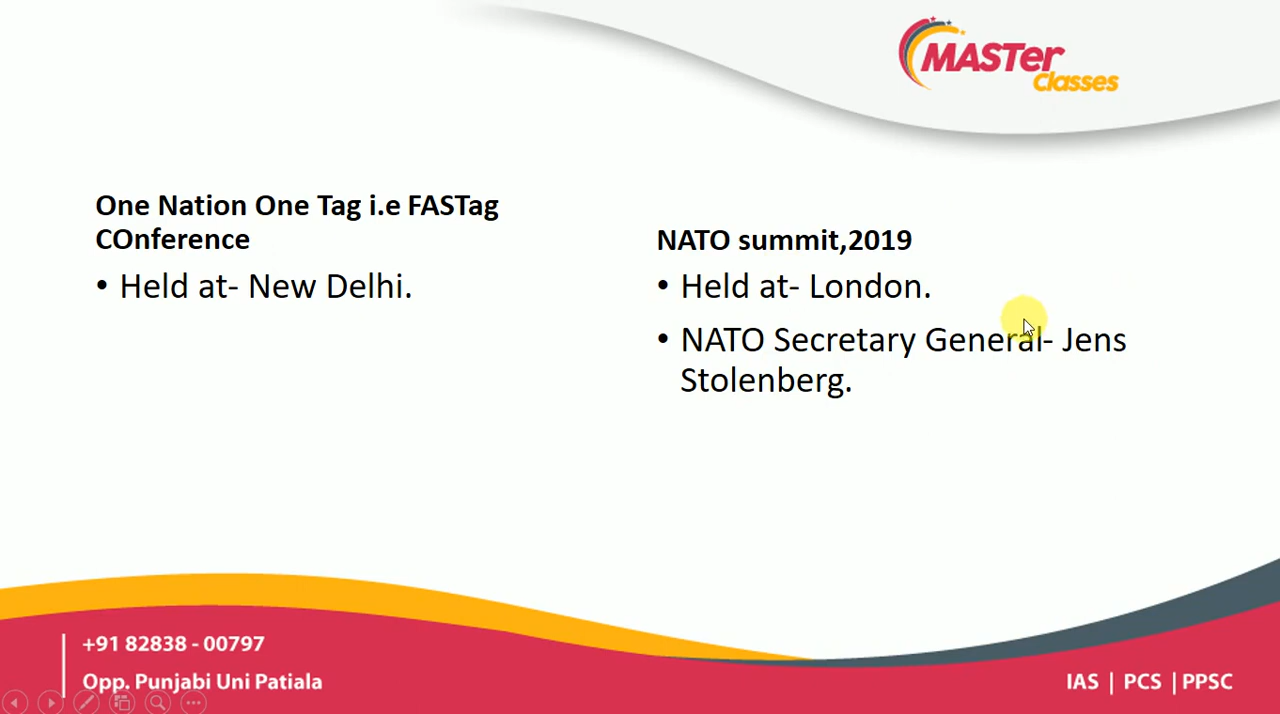 MASTer
Classes
One Nation One Tag i.e FASTag
COnference
• Held at- New Delhi.
NATO summit,2019
• Held at- London.
• NATO Secretary General- Jens
Stolenberg.
+91 82838 - 00797
Opp. Punjabi Uni Patiala
IAS | PCS | PPSC